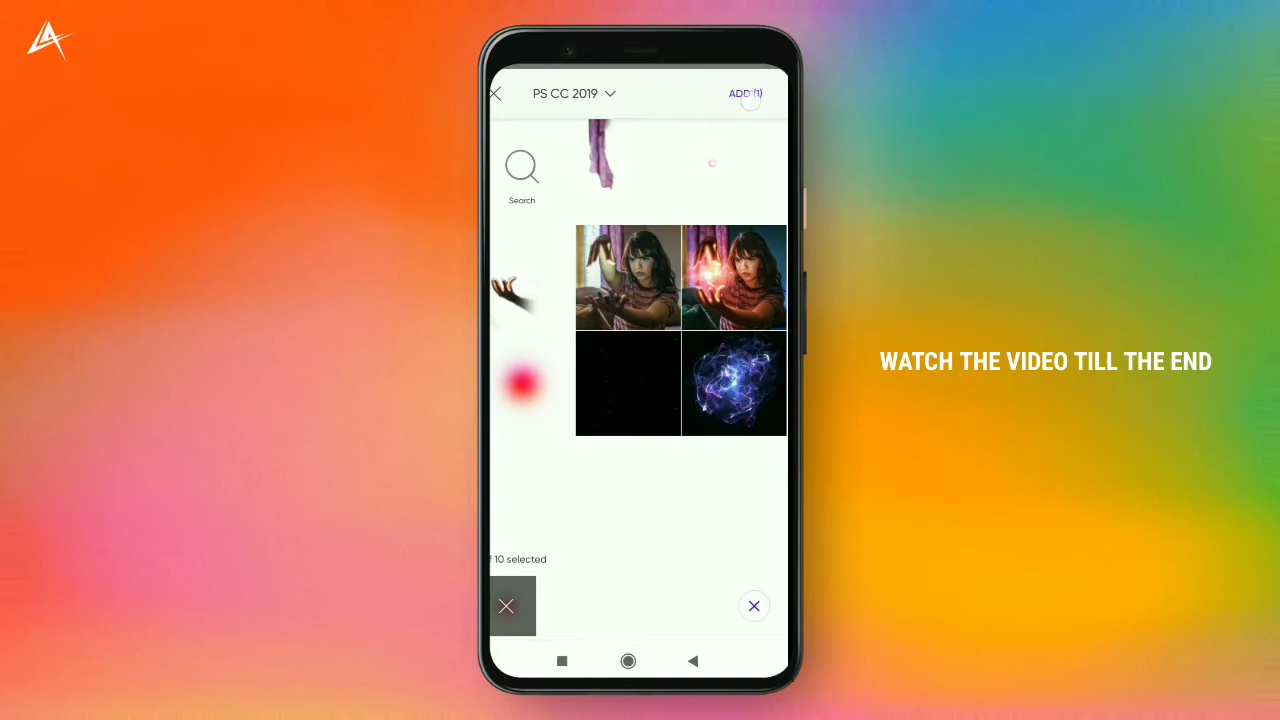 PS CC 2019
ADD (1)
Search
f 10 selected
WATCH THE VIDEO TILL THE END